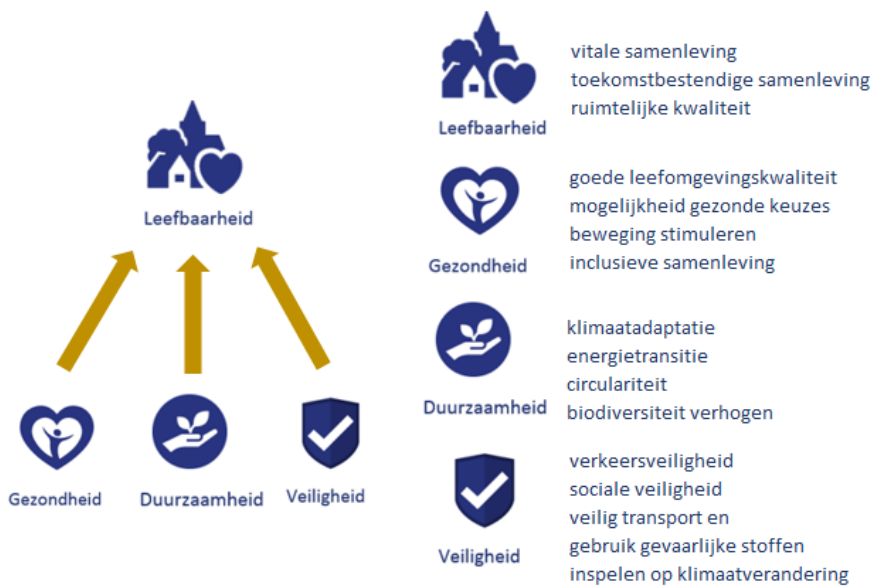 Leefbaarheid
Gezondheid
Duurzaamheid
Veiligheid
Leefbaarheid
vitale samenleving
toekomstbestendige samenleving
ruimtelijke kwaliteit
Gezondheid
goede leefomgevingskwaliteit
mogelijkheid gezonde keuzes
beweging stimuleren
inclusieve samenleving
Duurzaamheid
klimaatadaptatie
energietransitie
circulariteit
biodiversiteit verhogen
Veiligheid
verkeersveiligheid
sociale veiligheid
veilig transport en
gebruik gevaarlijke stoffen
inspelen op klimaatverandering